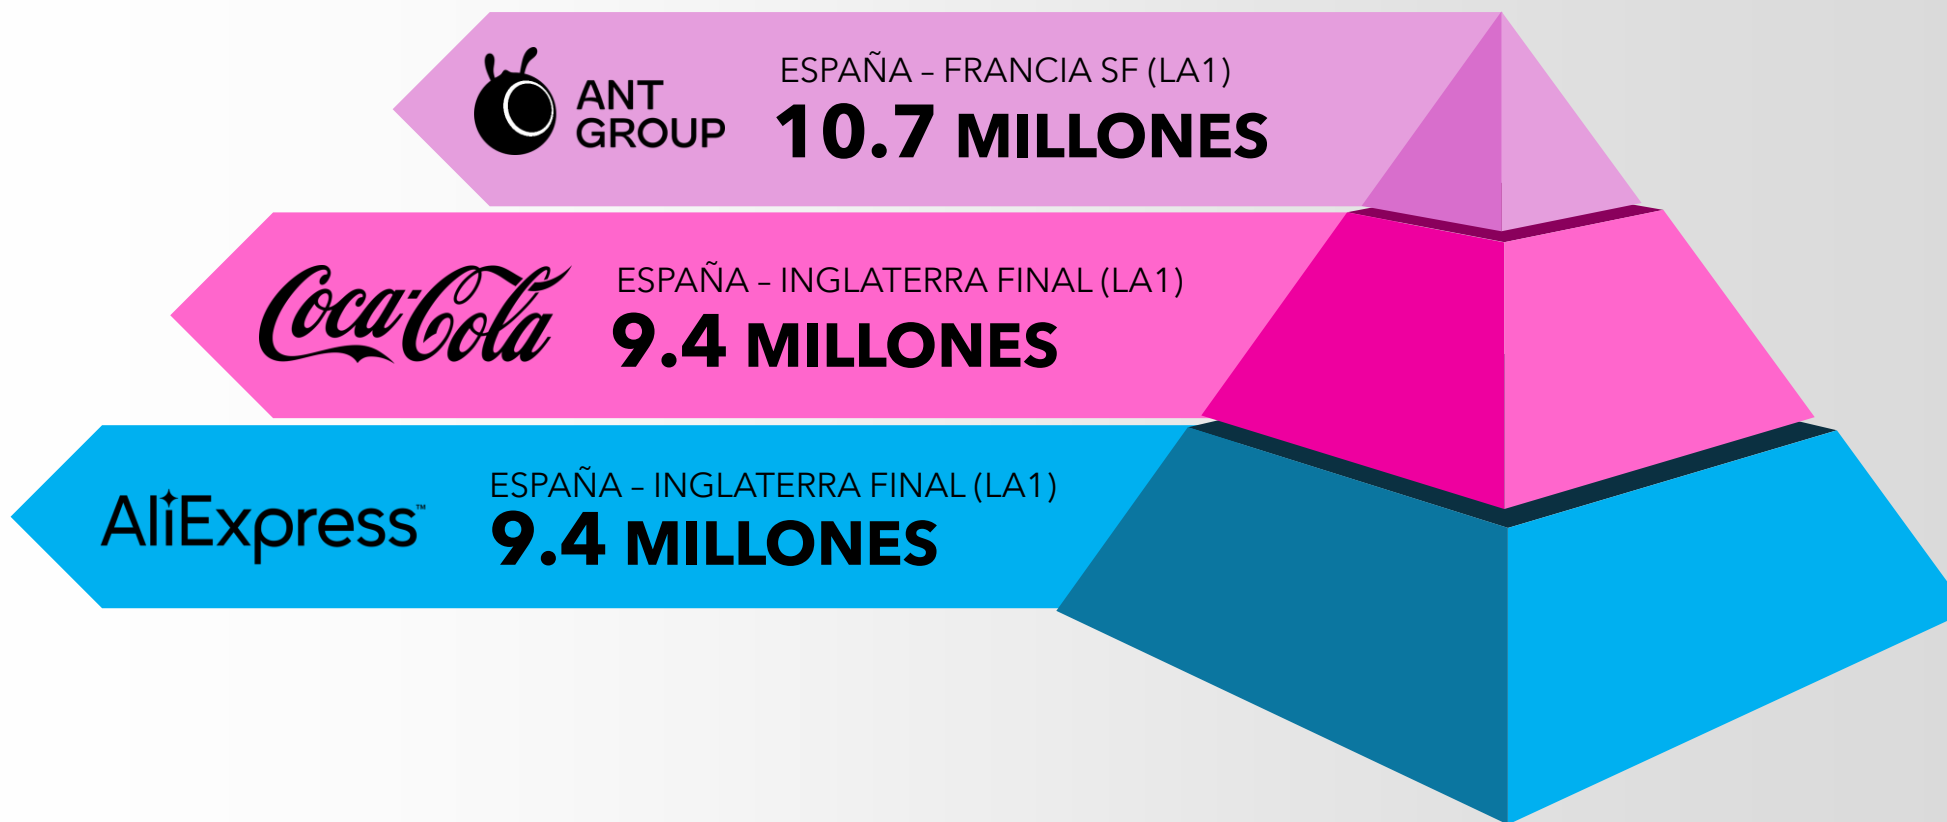 ANT
GROUP
ESPAÑA – FRANCIA SF (LA1)
10.7 MILLONES
Coca-Cola
ESPAÑA – INGLATERRA FINAL (LA1)
9.4 MILLONES
AliExpress™
ESPAÑA – INGLATERRA FINAL (LA1)
9.4 MILLONES